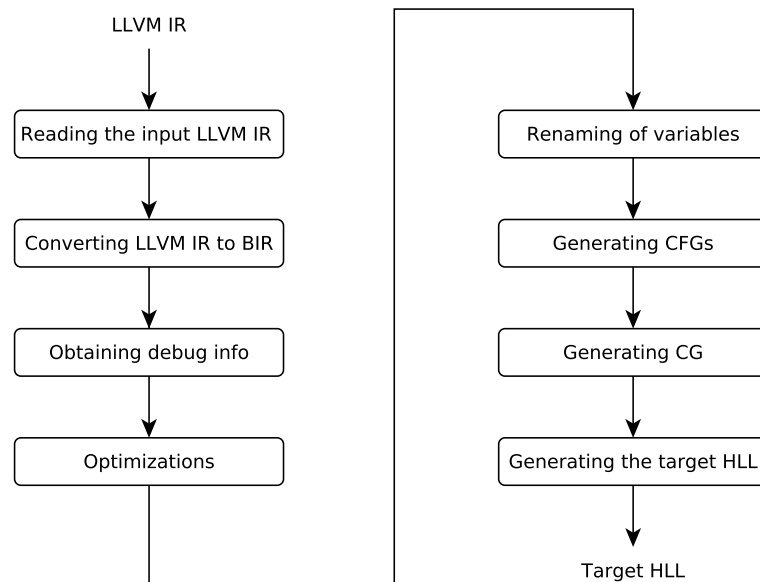 LLVM IR
Reading the input LLVM IR
Converting LLVM IR to BIR
Obtaining debug info
Optimizations
Renaming of variables
Generating CFGs
Generating CG
Generating the target HLL
Target HLL